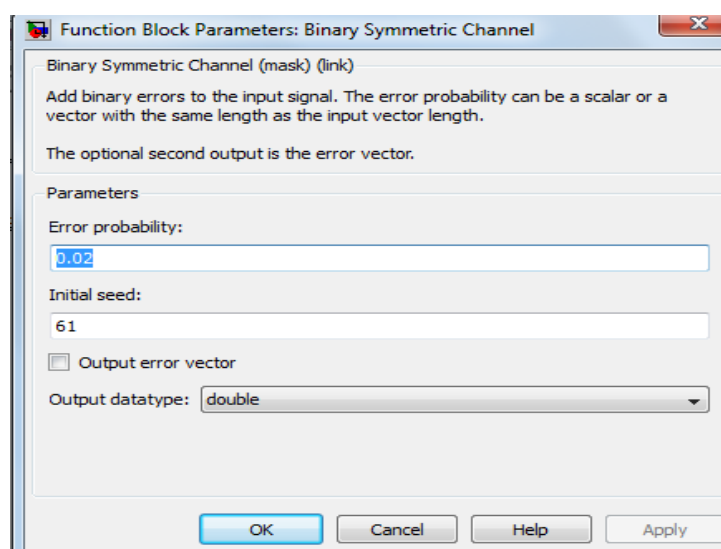 Function Block Parameters: Binary Symmetric Channel
Binary Symmetric Channel (mask) (link)
Add binary errors to the input signal. The error probability can be a scalar or a
vector with the same length as the input vector length.
The optional second output is the error vector.
Parameters
Error probability:
0.02
Initial seed:
61
Output error vector
Output datatype: double
OK Cancel Help Apply